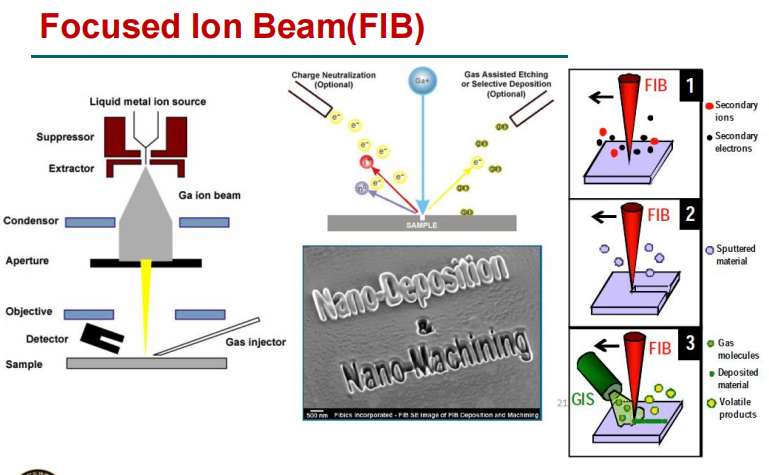 Focused Ion Beam(FIB)
Liquid metal ion source
Suppressor
Extractor
Ga ion beam
Condensor
Aperture
Objective
Detector
Gas injector
Sample
Charge Neutralization
(Optional)
Gas Assisted Etching
or Selective Deposition
(Optional)
Ga+
e-
e-
e-
e-
e-
e-
e-
i+
n0
SAMPLE
Nano-Deposition
&
Nano-Machining
500 nm Fibics Incorporated - FIB SE Image of FIB Deposition and Machining
FIB
1
Secondary
ions
Secondary
electrons
FIB
2
Sputtered
material
FIB
3
GIS
Gas
molecules
Deposited
material
Volatile
products
21